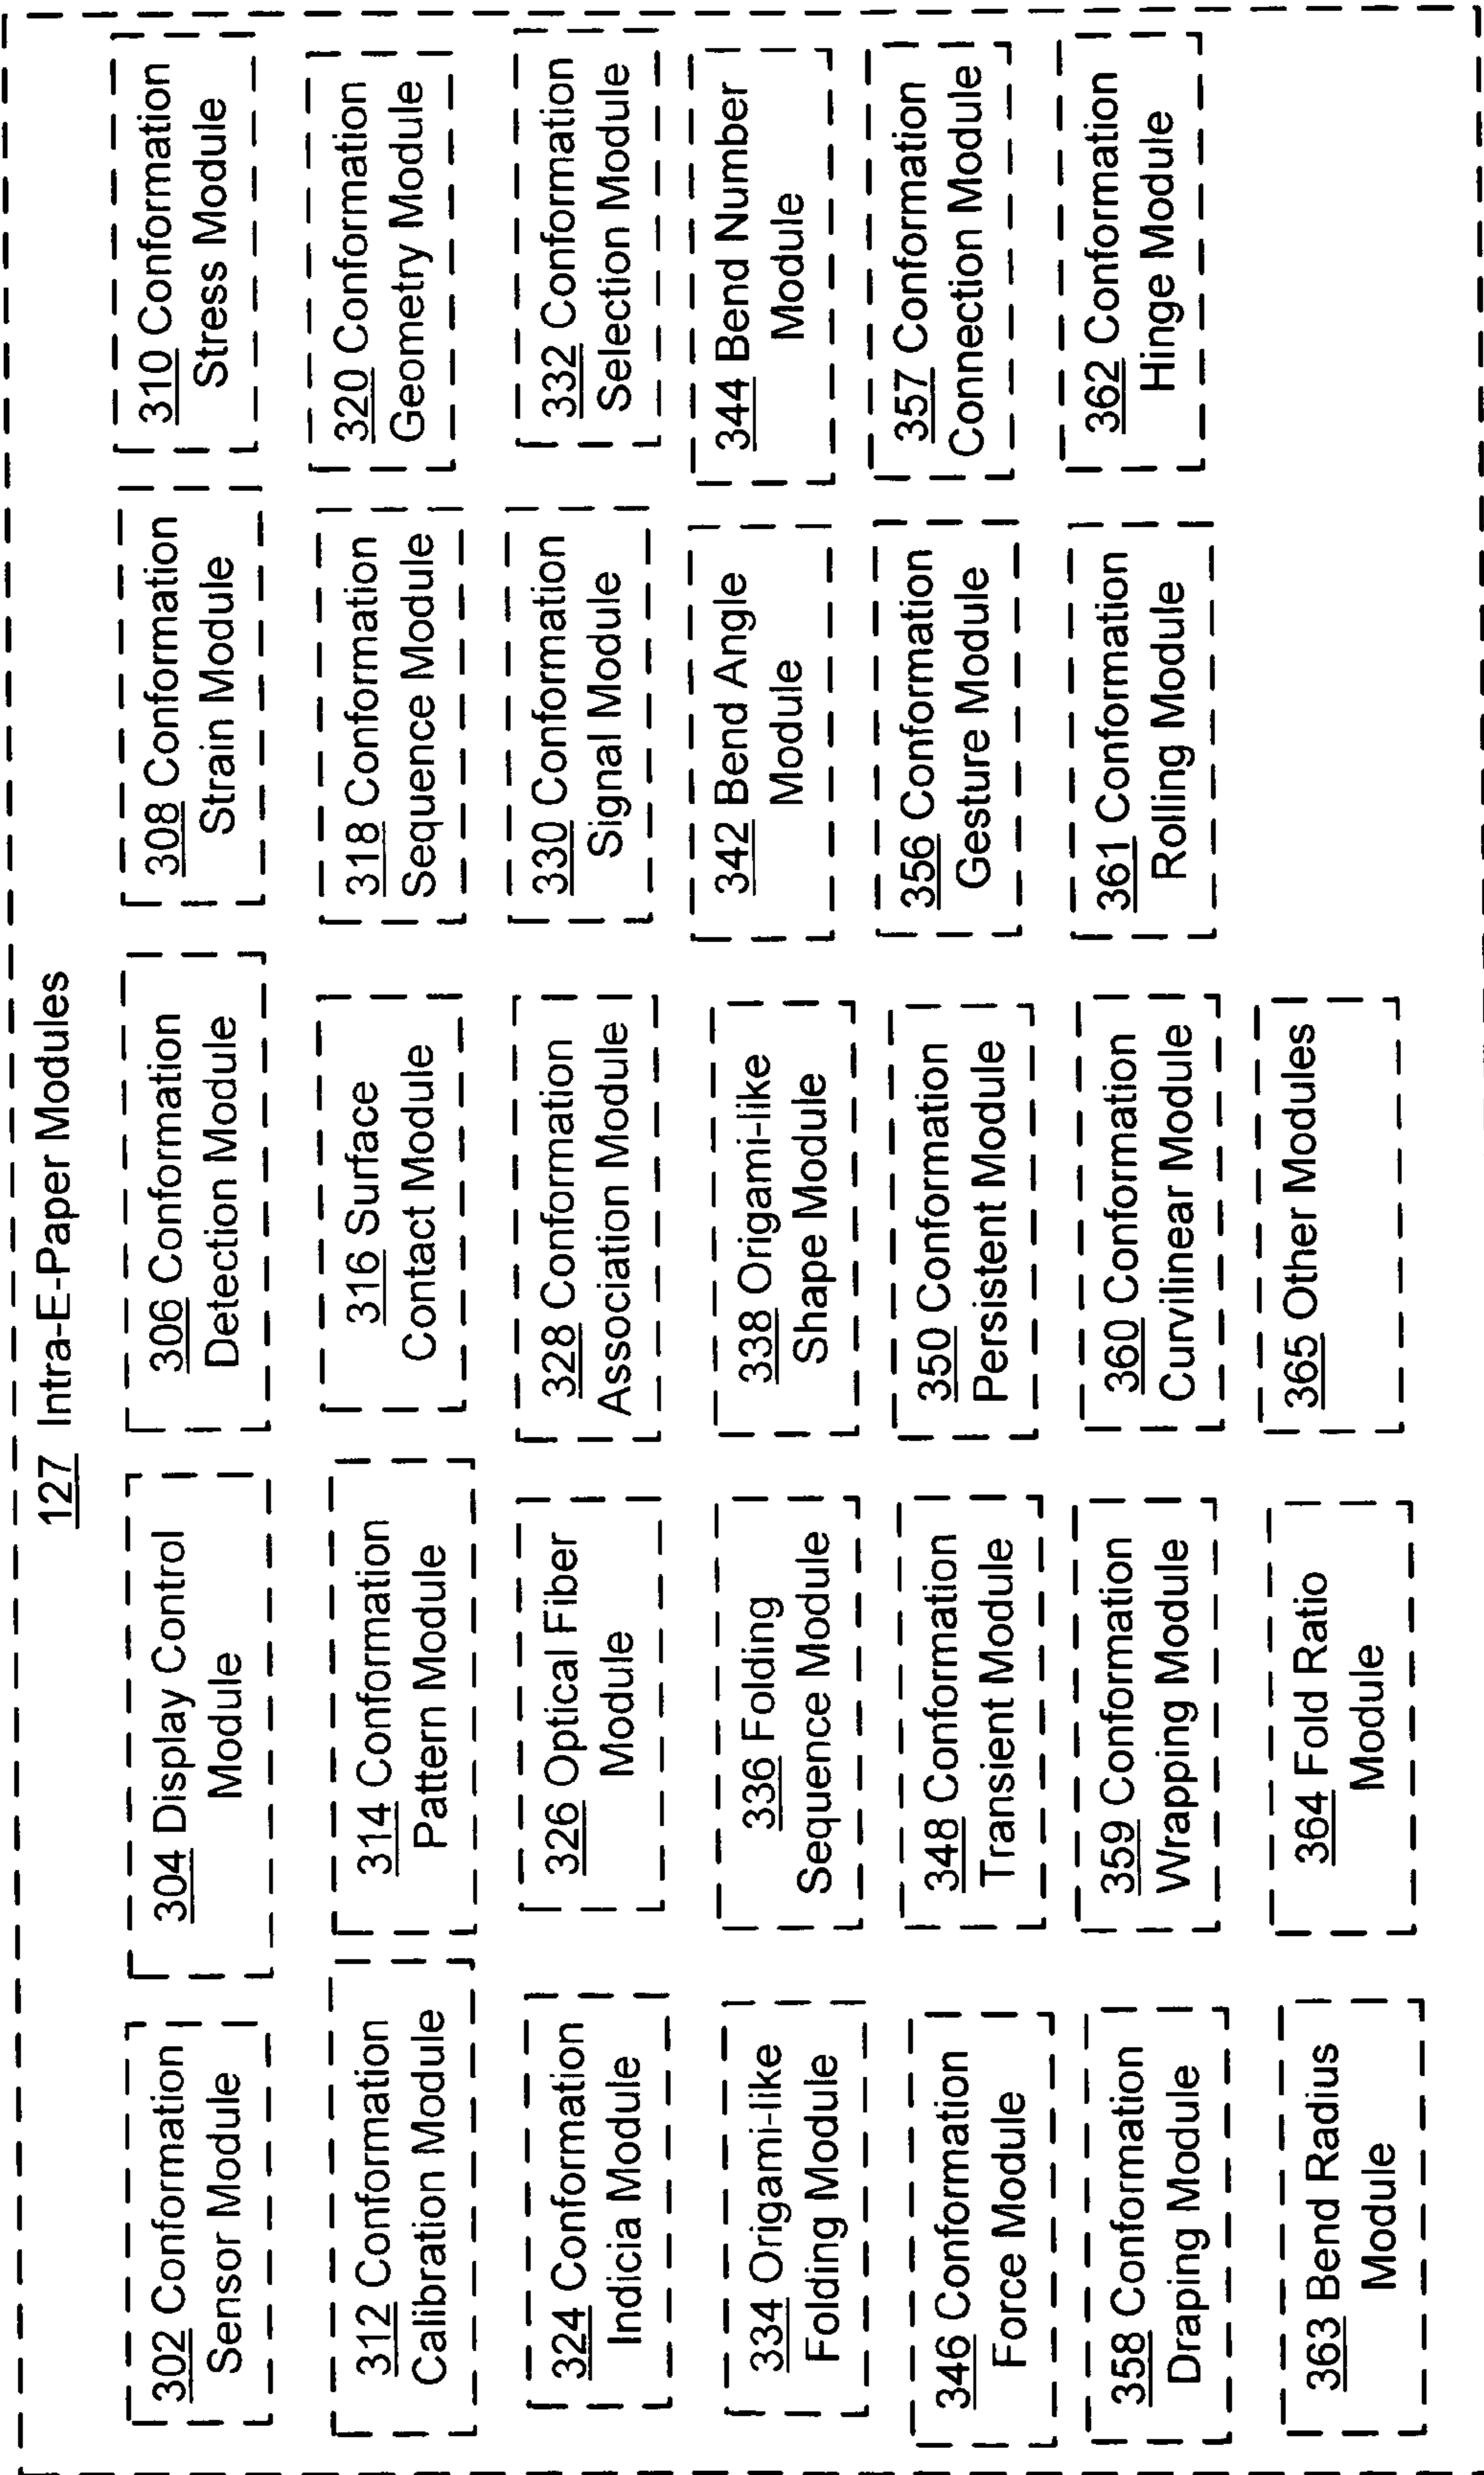 127 Intra-E-Paper Modules
302 Conformation
Sensor Module
304 Display Control
Module
306 Conformation
Detection Module
308 Conformation
Strain Module
310 Conformation
Stress Module
312 Conformation
Calibration Module
314 Conformation
Pattern Module
316 Surface
Contact Module
318 Conformation
Sequence Module
320 Conformation
Geometry Module
324 Conformation
Indicia Module
326 Optical Fiber
Module
328 Conformation
Association Module
330 Conformation
Signal Module
332 Conformation
Selection Module
334 Origami-like
Folding Module
336 Folding
Sequence Module
338 Origami-like
Shape Module
342 Bend Angle
Module
344 Bend Number
Module
346 Conformation
Force Module
348 Conformation
Transient Module
350 Conformation
Persistent Module
356 Conformation
Gesture Module
357 Conformation
Connection Module
358 Conformation
Draping Module
359 Conformation
Wrapping Module
360 Conformation
Curvilinear Module
361 Conformation
Rolling Module
362 Conformation
Hinge Module
363 Bend Radius
Module
364 Fold Ratio
Module
365 Other Modules